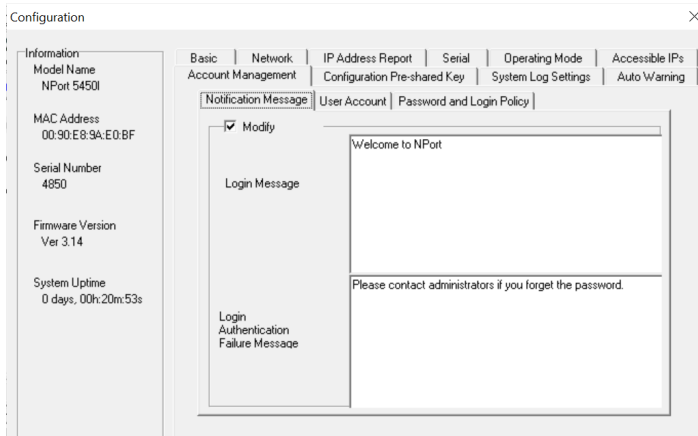 Configuration
Information
Model Name
NPort 5450I
MAC Address
00:90:E8:9A:E0:BF
Serial Number
4850
Firmware Version
Ver 3.14
System Uptime
0 days, 00h:20m:53s
Basic
Network
IP Address Report
Serial
Operating Mode
Accessible IPs
Account Management
Configuration Pre-shared Key
System Log Settings
Auto Warning
Notification Message
User Account
Password and Login Policy
Modify
Login Message
Welcome to NPort
Login
Authentication
Failure Message
Please contact administrators if you forget the password.